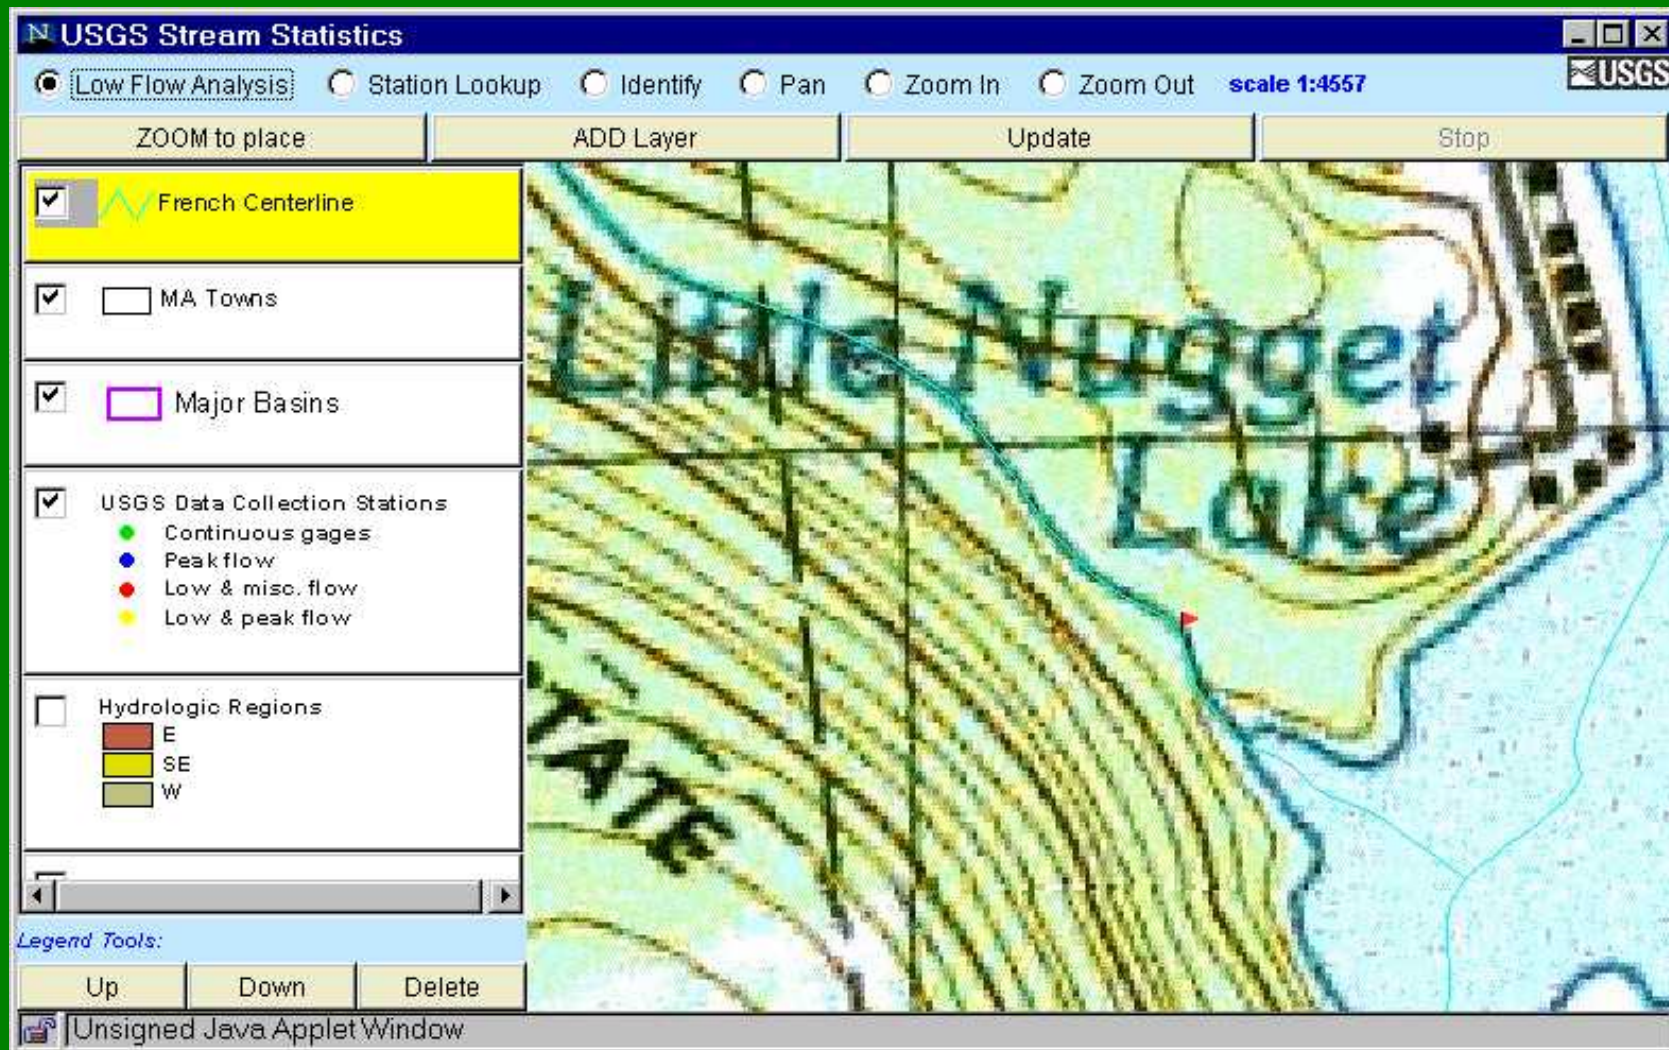 USGS Stream Statistics
Low Flow Analysis Station Lookup Identify Pan Zoom In Zoom Out scale 1:4557 USGS
ZOOM to place ADD Layer Update Stop
French Centerline
MA Towns
Major Basins
USGS Data Collection Stations
Continuous gages
Peak flow
Low & misc. flow
Low & peak flow
Hydrologic Regions
E
SE
W
Legend Tools:
Up Down Delete
Unsigned Java Applet Window
Little Nugget
Lake
TATE